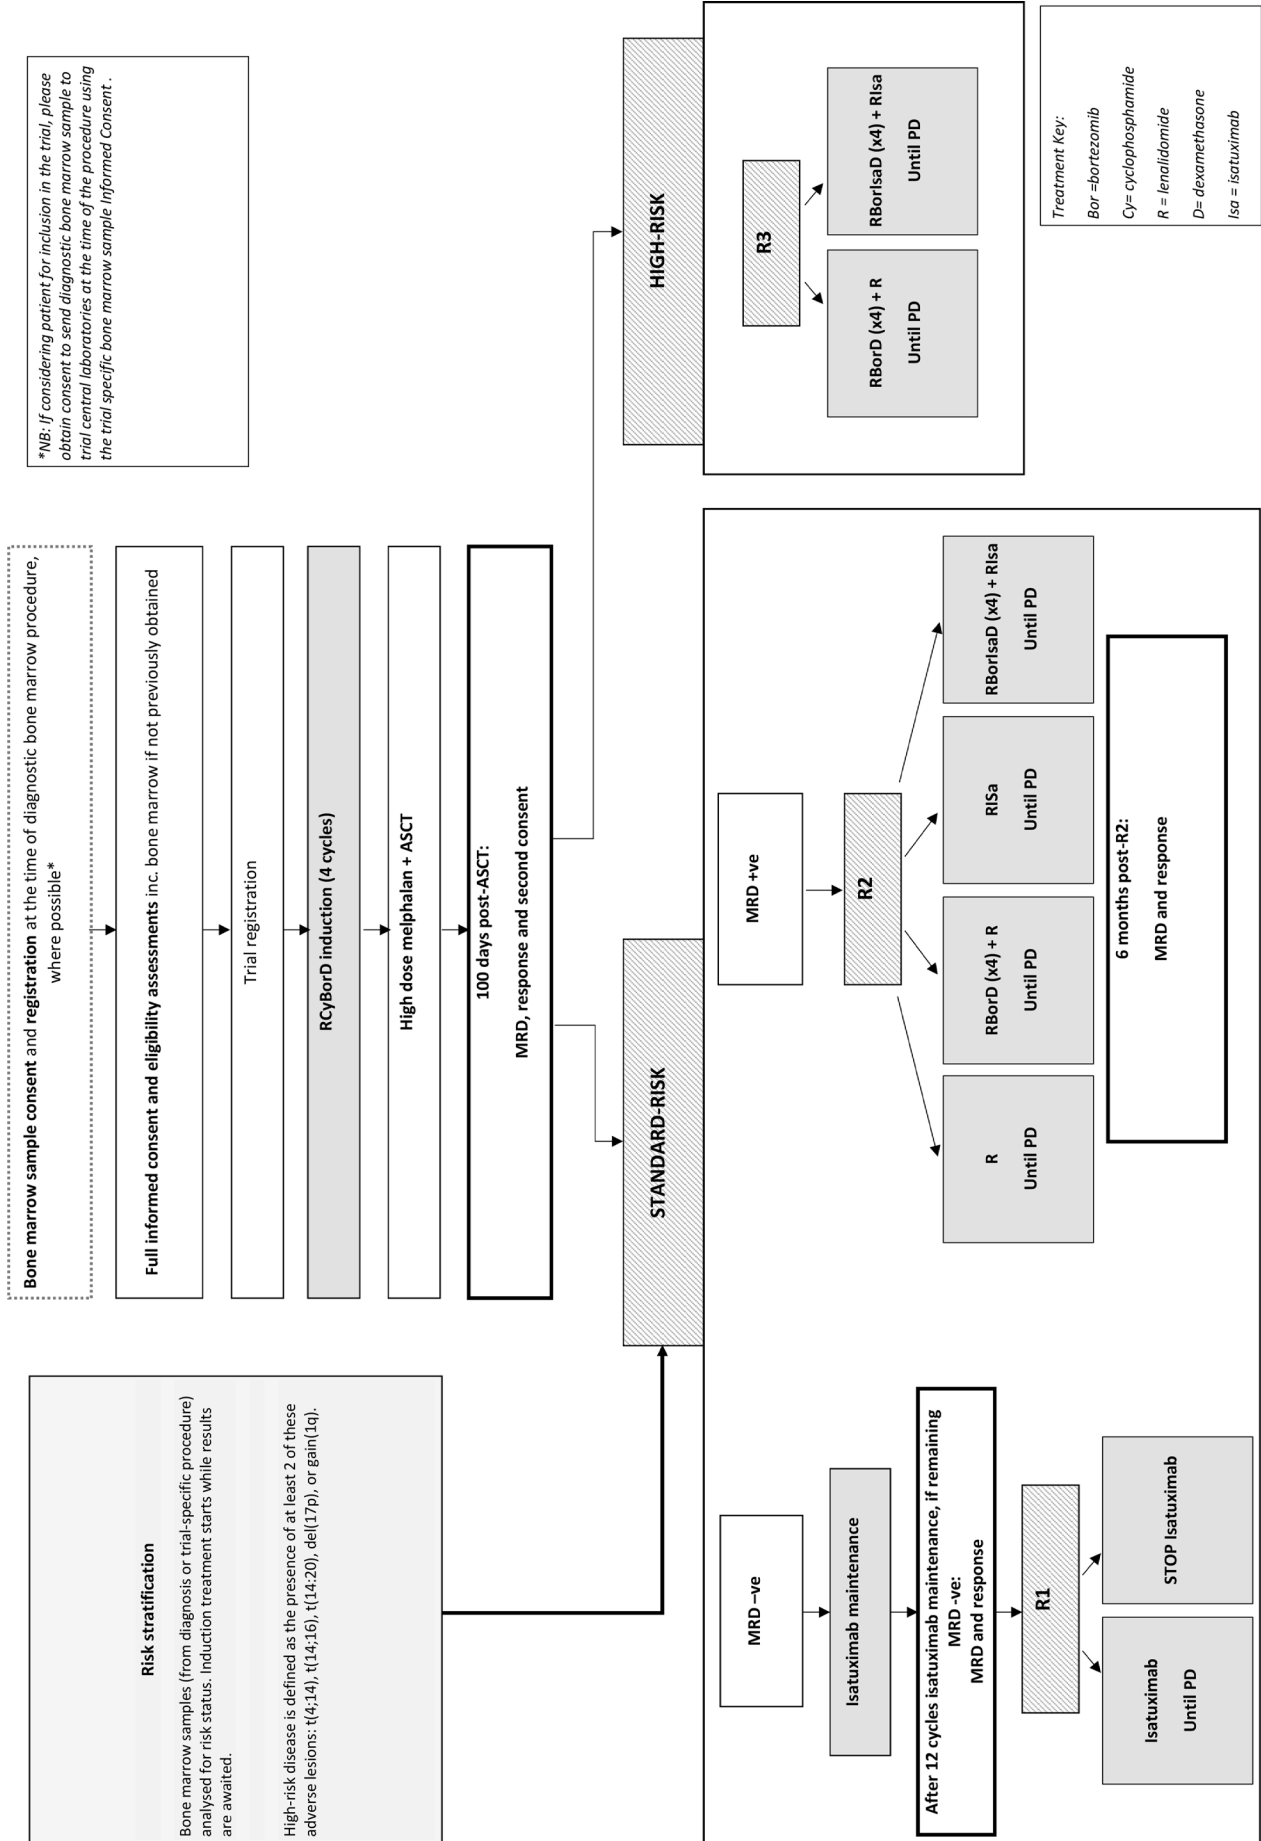 Risk stratification
Bone marrow samples (from diagnosis or trial-specific procedure)
analysed for risk status. Induction treatment starts while results
are awaited.
High-risk disease is defined as the presence of at least 2 of these
adverse lesions: t(4;14), t(14;16), t(14:20), del(17p), or gain(1q).
Bone marrow sample consent and registration at the time of diagnostic bone marrow procedure,
where possible*
Full informed consent and eligibility assessments inc. bone marrow if not previously obtained
Trial registration
RCyBorD induction (4 cycles)
High dose melphalan + ASCT
100 days post-ASCT:
MRD, response and second consent
*NB: If considering patient for inclusion in the trial, please
obtain consent to send diagnostic bone marrow sample to
trial central laboratories at the time of the procedure using
the trial specific bone marrow sample Informed Consent .
STANDARD-RISK
HIGH-RISK
MRD –ve
Isatuximab maintenance
After 12 cycles isatuximab maintenance, if remaining
MRD -ve:
MRD and response
R1
Isatuximab
Until PD
STOP Isatuximab
MRD +ve
R2
R
Until PD
RBorD (x4) + R
Until PD
RISa
Until PD
RBorIsaD (x4) + RIsa
Until PD
6 months post-R2:
MRD and response
R3
RBorD (x4) + R
Until PD
RBorIsaD (x4) + RIsa
Until PD
Treatment Key:
Bor =bortezomib
Cy= cyclophosphamide
R = lenalidomide
D= dexamethasone
Isa = isatuximab